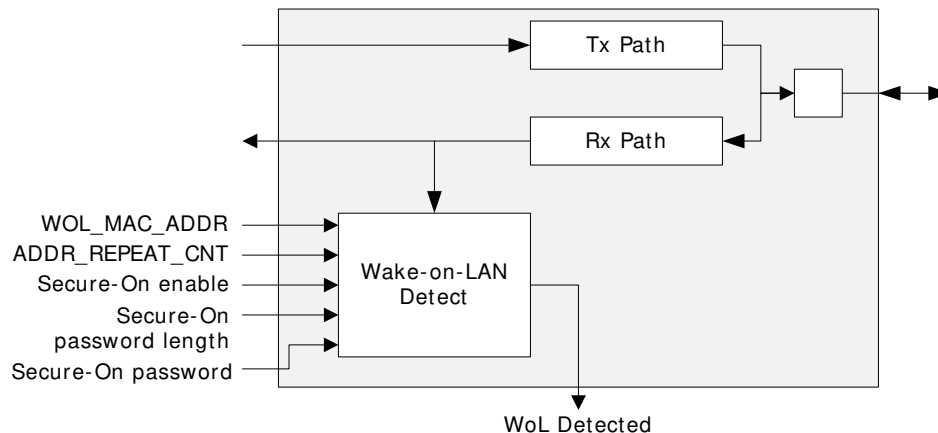 Tx Path
Rx Path
WOL_MAC_ADDR
ADDR_REPEAT_CNT
Secure-On enable
Secure-On
password length
Secure-On password
Wake-on-LAN
Detect
WoL Detected